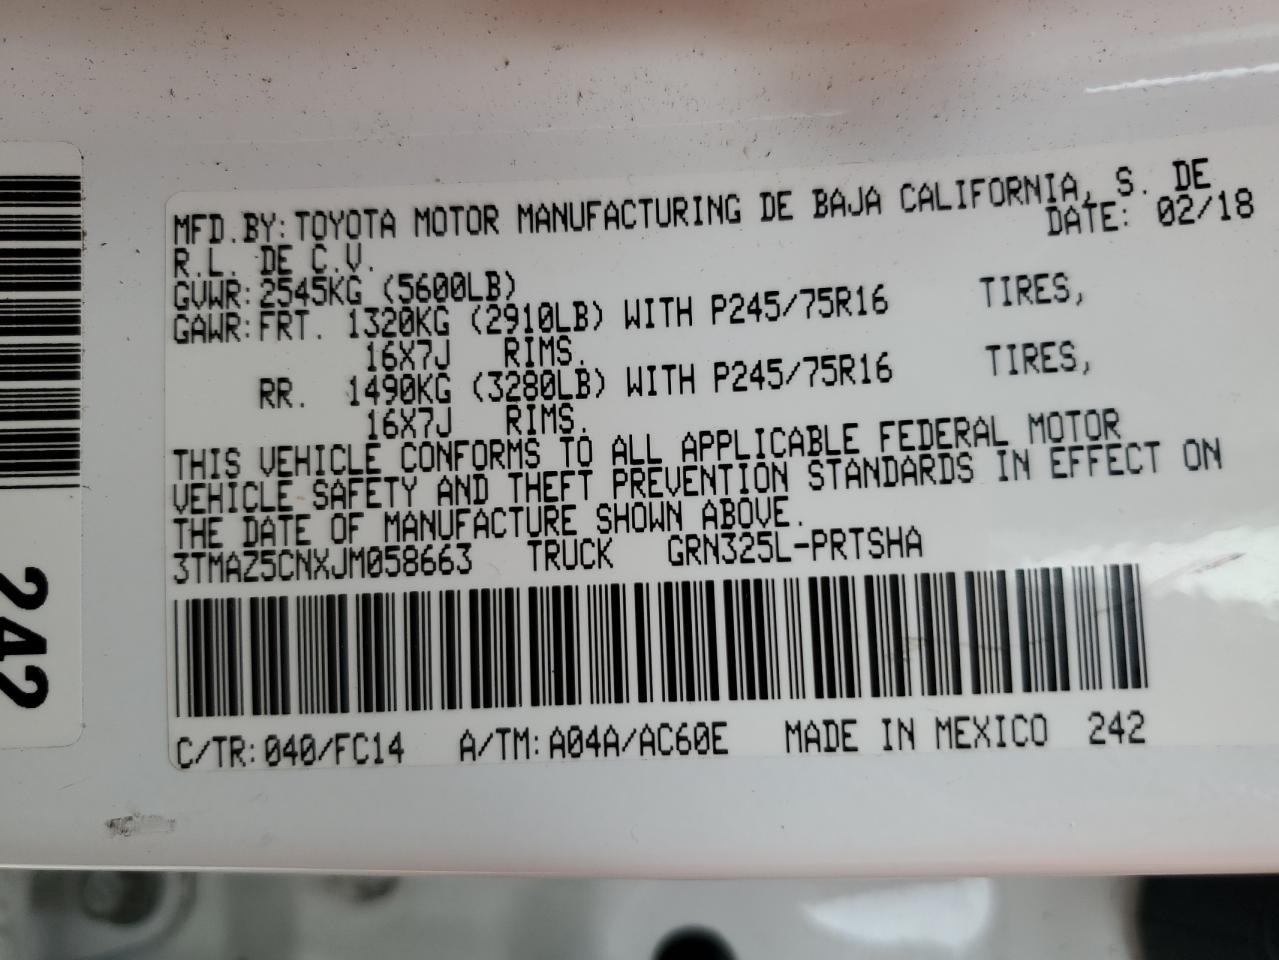 MFD.BY: TOYOTA MOTOR MANUFACTURING DE BAJA CALIFORNIA, S. DE
R.L. DE C.V. DATE: 02/18
GVWR: 2545KG (5600LB)
GAWR: FRT. 1320KG (2910LB) WITH P245/75R16 TIRES,
16X7J RIMS.
RR. 1490KG (3280LB) WITH P245/75R16 TIRES,
16X7J RIMS.
THIS VEHICLE CONFORMS TO ALL APPLICABLE FEDERAL MOTOR
VEHICLE SAFETY AND THEFT PREVENTION STANDARDS IN EFFECT ON
THE DATE OF MANUFACTURE SHOWN ABOVE.
3TMAZ5CNXJM058663 TRUCK GRN325L-PRTSHA
C/TR: 040/FC14 A/TM: A04A/AC60E MADE IN MEXICO 242
242